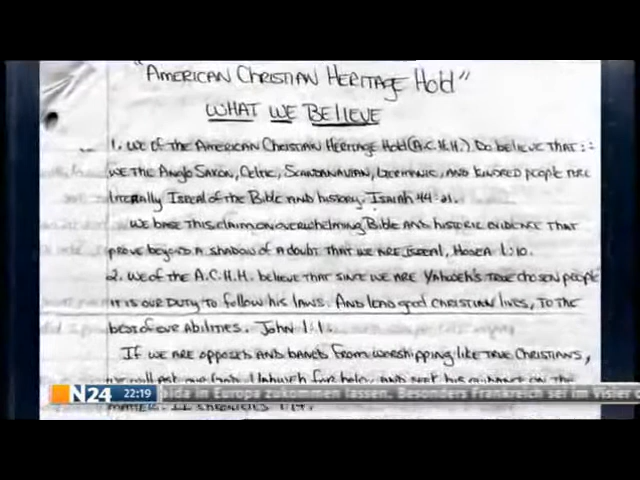 "AMERICAN CHRISTIAN HERITAGE Hold"
WHAT WE BELIEVE
1. WE of the AMERICAN CHRISTIAN HERITAGE Hold (A.C.H.H.) Do believe THAT:
WE THE ANglo SAXON, CelTIC, SCANDANAVIAN, GERMANIC, AND KINDRED people ARE
literally ISREAL of the BIBle AND history. ISAIAH 44-21.
WE bASE THIS CLAIM ON OVERWhelMING BIBle AND HISTORIC EVIDENCE THAT
prove beyond A shadow of A doubt THAT WE ARE ISREAL, HOSEA 1:10.
2. WE of the A.C.H.H. believe THAT SINCE WE ARE YAHWEH'S TRUE chosen people
IT IS OUR DUTY TO follow his LAWS. AND lEAd good CHRISTIAN lIVES, TO THE
best of our AbiliTIES. John 1:1.
If WE ARE opposed AND from worshipping like TRUE CHRISTIANS,
AND
N24 22:19 bida in Europa zukommen lassen. Besonders Frankreich sei im Visier